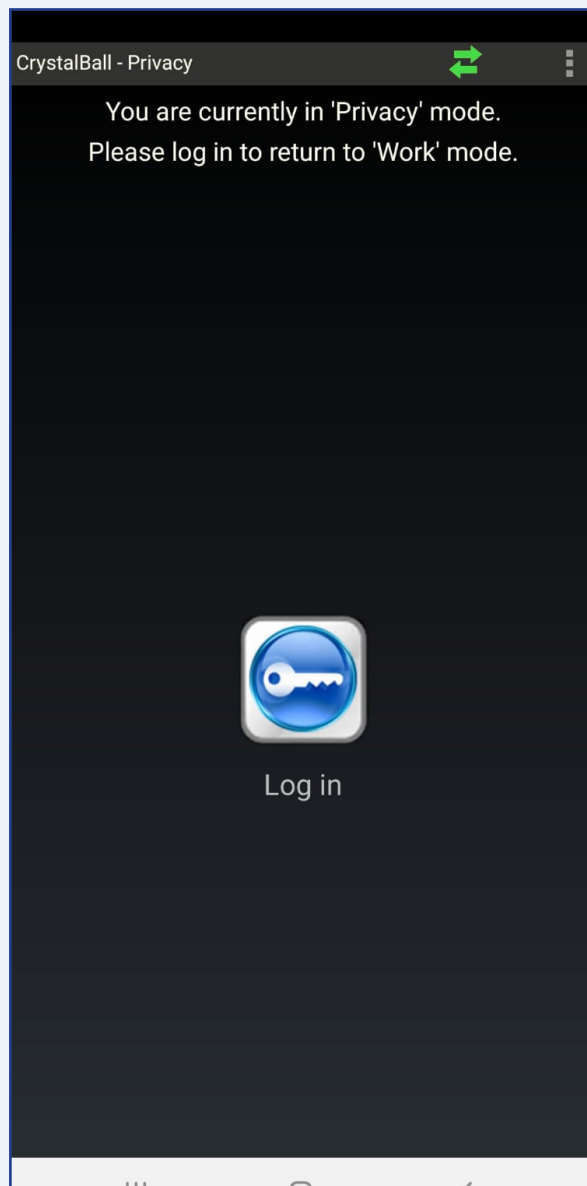 CrystalBall - Privacy
You are currently in 'Privacy' mode.
Please log in to return to 'Work' mode.
Log in